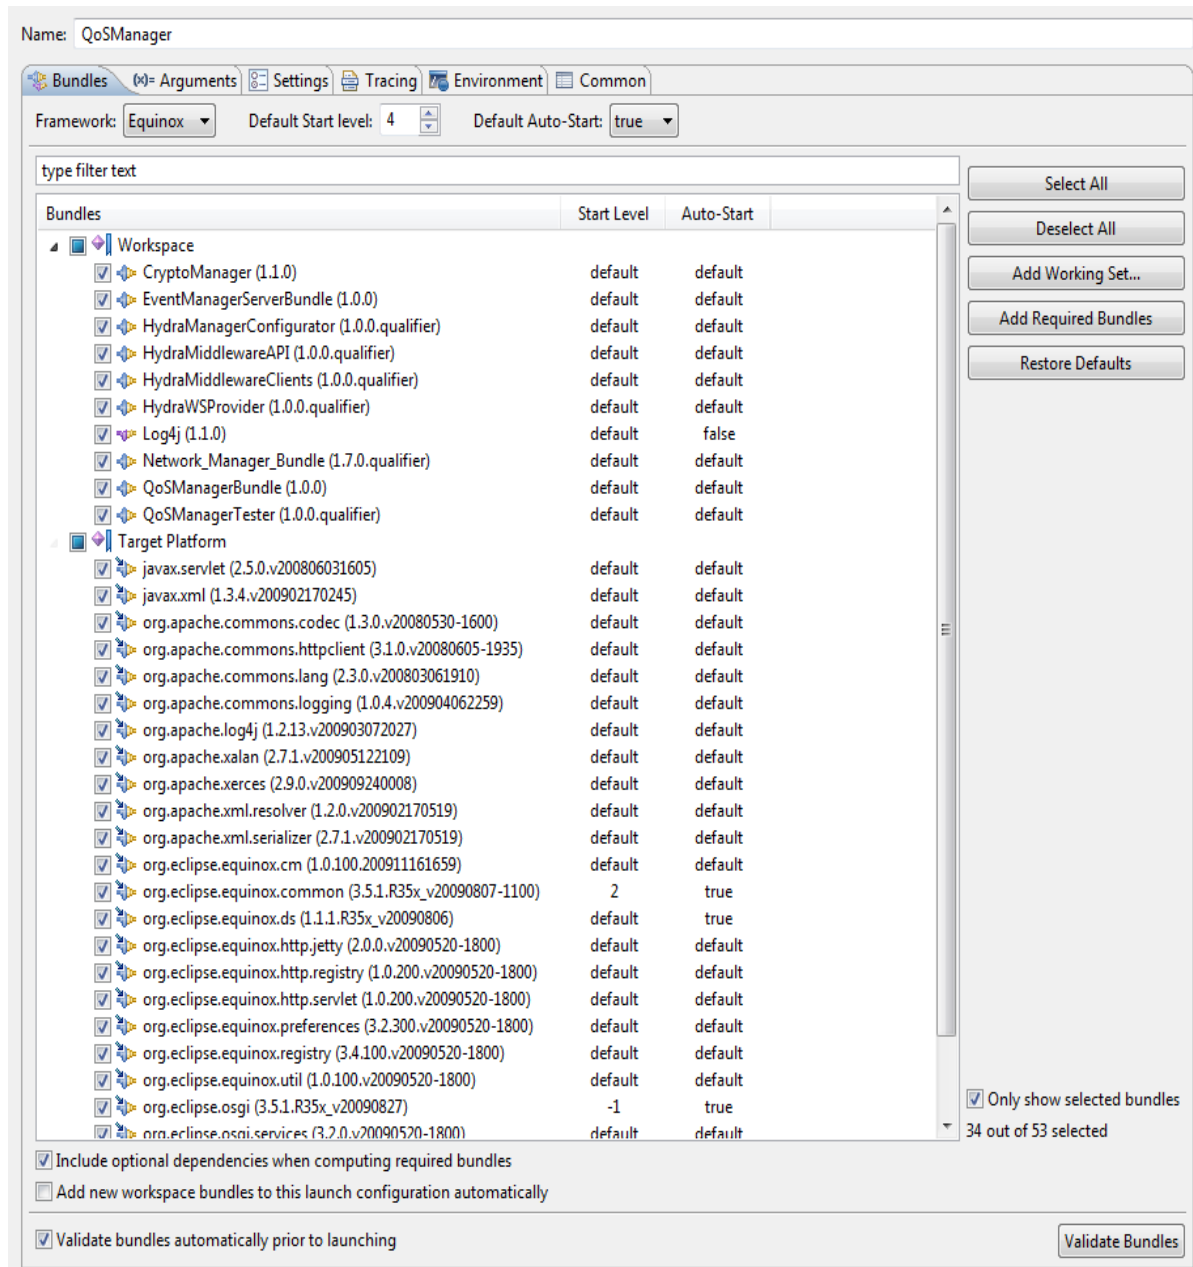 Name: QoSManager
Bundles (x)= Arguments Settings Tracing Environment Common
Framework: Equinox Default Start level: 4 Default Auto-Start: true
type filter text
Select All
Bundles Start Level Auto-Start
Deselect All
Workspace
CryptoManager (1.1.0) default default
Add Working Set...
EventManagerServerBundle (1.0.0) default default
HydraManagerConfigurator (1.0.0.qualifier) default default
Add Required Bundles
HydraMiddlewareAPI (1.0.0.qualifier) default default
Restore Defaults
HydraMiddlewareClients (1.0.0.qualifier) default default
HydraWSProvider (1.0.0.qualifier) default default
Log4j (1.1.0) default false
Network_Manager_Bundle (1.7.0.qualifier) default default
QoSManagerBundle (1.0.0) default default
QoSManagerTester (1.0.0.qualifier) default default
Target Platform
javax.servlet (2.5.0.v200806031605) default default
javax.xml (1.3.4.v200902170245) default default
org.apache.commons.codec (1.3.0.v20080530-1600) default default
org.apache.commons.httpclient (3.1.0.v20080605-1935) default default
org.apache.commons.lang (2.3.0.v200803061910) default default
org.apache.commons.logging (1.0.4.v200904062259) default default
org.apache.log4j (1.2.13.v200903072027) default default
org.apache.xalan (2.7.1.v200905122109) default default
org.apache.xerces (2.9.0.v200909240008) default default
org.apache.xml.resolver (1.2.0.v200902170519) default default
org.apache.xml.serializer (2.7.1.v200902170519) default default
org.eclipse.equinox.cm (1.0.100.200911161659) default default
org.eclipse.equinox.common (3.5.1.R35x_v20090807-1100) 2 true
org.eclipse.equinox.ds (1.1.1.R35x_v20090806) default true
org.eclipse.equinox.http.jetty (2.0.0.v20090520-1800) default default
org.eclipse.equinox.http.registry (1.0.200.v20090520-1800) default default
org.eclipse.equinox.http.servlet (1.0.200.v20090520-1800) default default
org.eclipse.equinox.preferences (3.2.300.v20090520-1800) default default
org.eclipse.equinox.registry (3.4.100.v20090520-1800) default default
org.eclipse.equinox.util (1.0.100.v20090520-1800) default default
Only show selected bundles
org.eclipse.osgi (3.5.1.R35x_v20090827) -1 true
org.eclipse.osgi.services (3.2.0.v20090520-1800) default default
34 out of 53 selected
Include optional dependencies when computing required bundles
Add new workspace bundles to this launch configuration automatically
Validate bundles automatically prior to launching
Validate Bundles